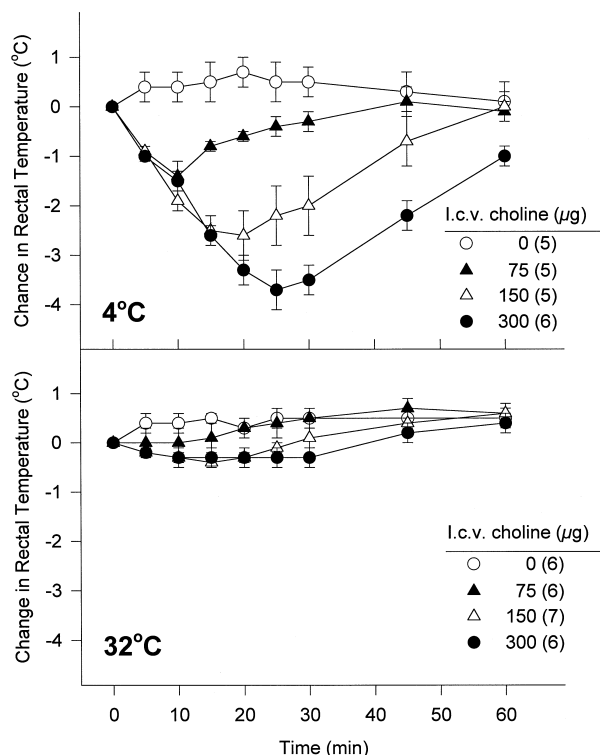 Chance in Rectal Temperature (°C)
1
0
-1
-2
-3
-4
4°C
I.c.v. choline (µg)
0 (5)
75 (5)
150 (5)
300 (6)
Change in Rectal Temperature (°C)
1
0
-1
-2
-3
-4
32°C
I.c.v. choline (µg)
0 (6)
75 (6)
150 (7)
300 (6)
0 10 20 30 40 50 60
Time (min)